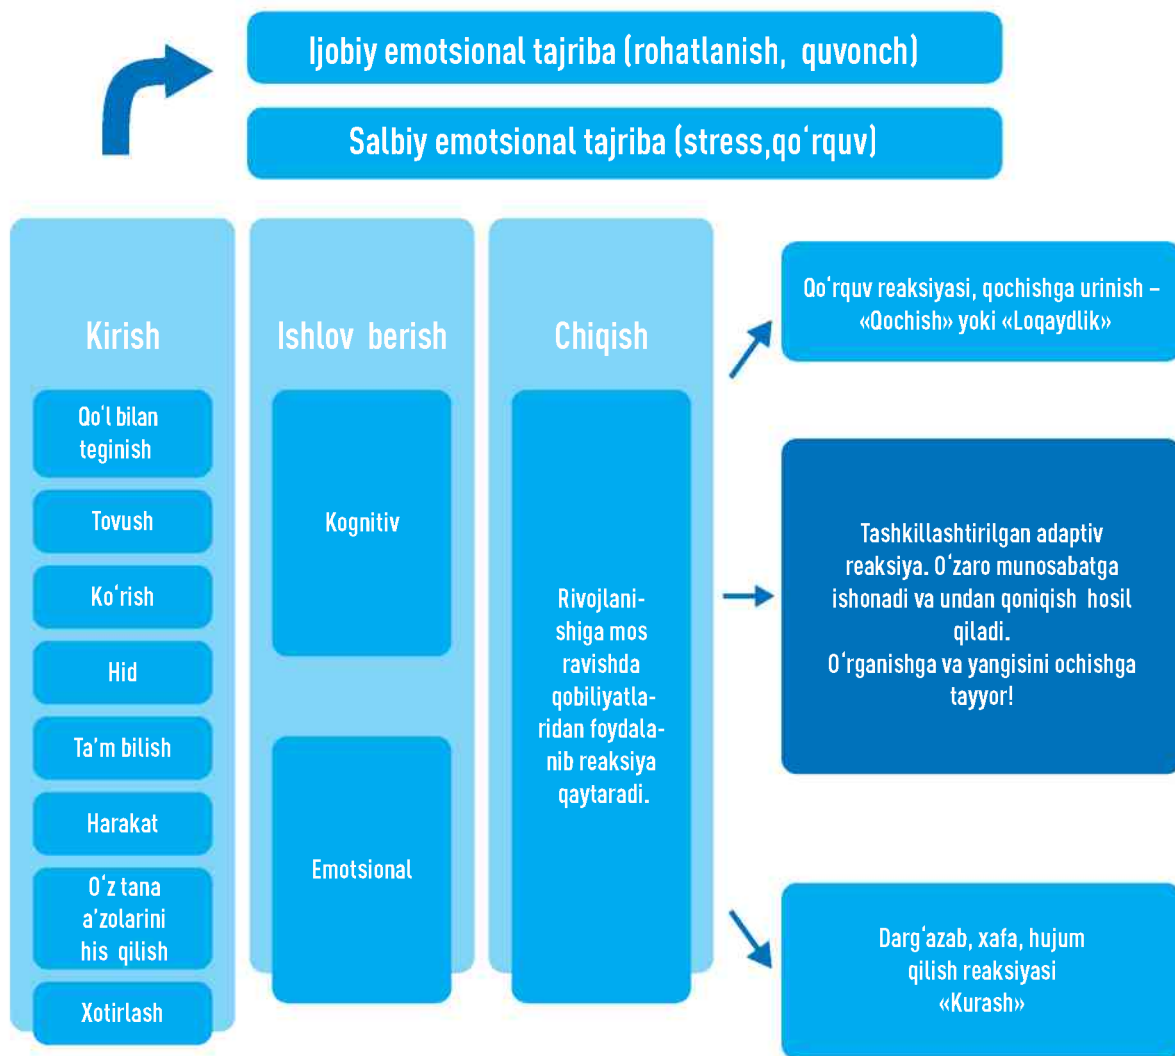 Ijobiy emotsional tajriba (rohatlanish, quvonch)
Salbiy emotsional tajriba (stress,qo‘rquv)
Kirish
Qo‘l bilan
teginish
Tovush
Ko‘rish
Hid
Ta’m bilish
Harakat
O‘z tana
a’zolarini
his qilish
Xotirlash
Ishlov berish
Kognitiv
Emotsional
Chiqish
Rivojlani-
shiga mos
ravishda
qobiliyatla-
ridan foydala-
nib reaksiya
qaytaradi.
Qo‘rquv reaksiyasi, qochishga urinish –
«Qochish» yoki «Loqaydlik»
Tashkillashtirilgan adaptiv
reaksiya. O‘zaro munosabatga
ishonadi va undan qoniqish hosil
qiladi.
O‘rganishga va yangisini ochishga
tayyor!
Darg‘azab, xafa, hujum
qilish reaksiyasi
«Kurash»